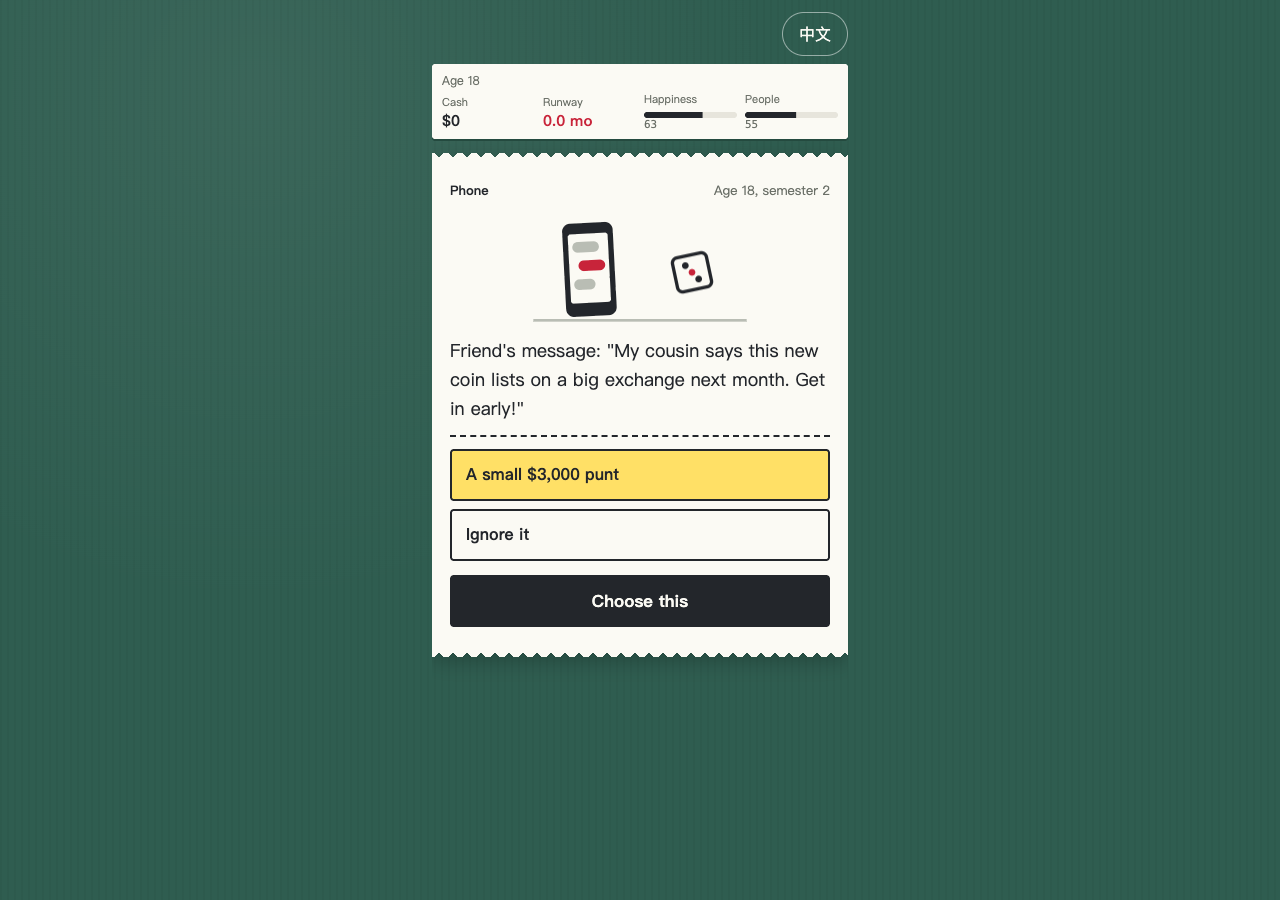 中文
Age 18
Cash
$0
Runway
0.0 mo
Happiness
63
People
55
Phone
Age 18, semester 2
Friend's message: "My cousin says this new
coin lists on a big exchange next month. Get
in early!"
A small $3,000 punt
Ignore it
Choose this